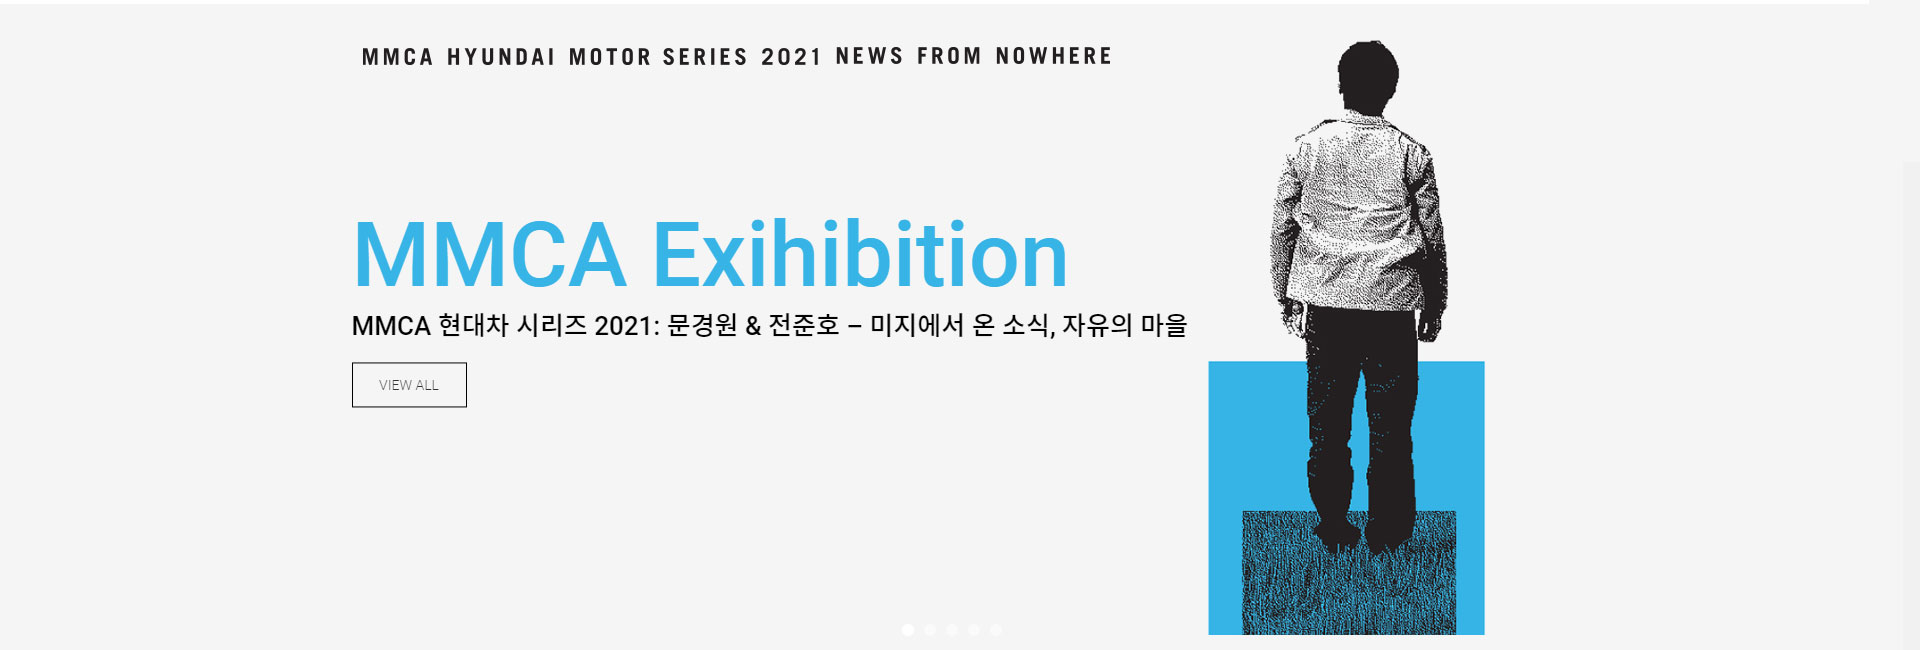 MMCA HYUNDAI MOTOR SERIES 2021 NEWS FROM NOWHERE
MMCA Exihibition
MMCA 현대차 시리즈 2021: 문경원 & 전준호 – 미지에서 온 소식, 자유의 마을
VIEW ALL